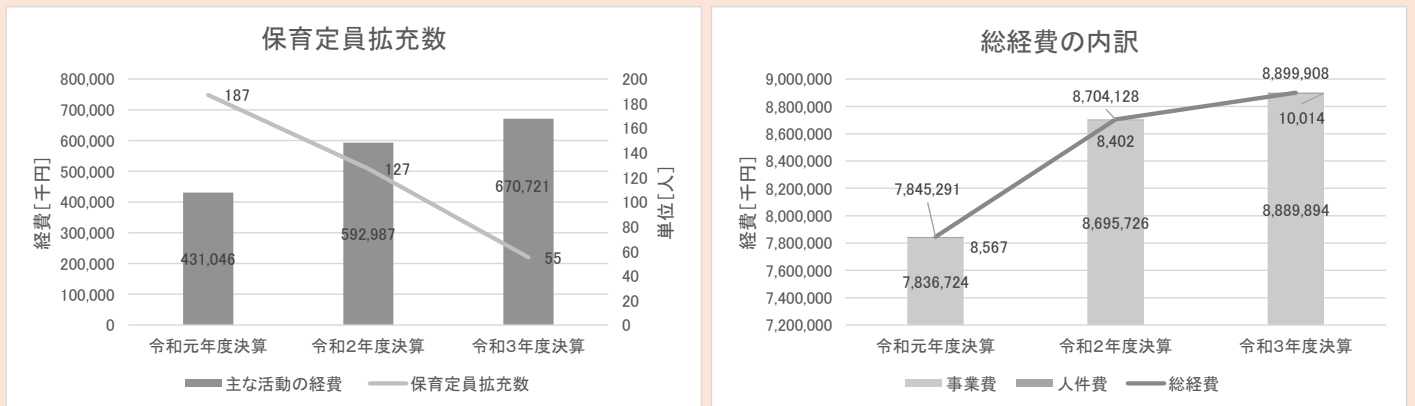 保育定員拡充数
800,000
700,000
600,000
500,000
400,000
300,000
200,000
100,000
0
経費[千円]
200
180
160
140
120
100
80
60
40
20
0
単位[人]
187
127
55
431,046
592,987
670,721
令和元年度決算
令和2年度決算
令和3年度決算
主な活動の経費
保育定員拡充数
総経費の内訳
9,000,000
8,800,000
8,600,000
8,400,000
8,200,000
8,000,000
7,800,000
7,600,000
7,400,000
7,200,000
経費[千円]
7,845,291
8,704,128
8,899,908
8,567
8,402
10,014
7,836,724
8,695,726
8,889,894
令和元年度決算
令和2年度決算
令和3年度決算
事業費
人件費
総経費